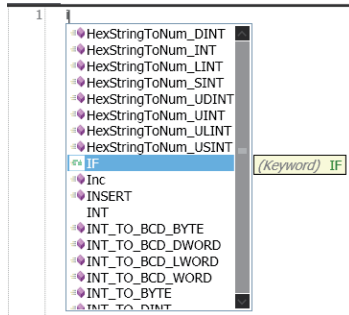 1 i
HexStringToNum_DINT
HexStringToNum_INT
HexStringToNum_LINT
HexStringToNum_SINT
HexStringToNum_UDINT
HexStringToNum_UINT
HexStringToNum_ULINT
HexStringToNum_USINT
IF (Keyword) IF
Inc
INSERT
INT
INT_TO_BCD_BYTE
INT_TO_BCD_DWORD
INT_TO_BCD_LWORD
INT_TO_BCD_WORD
INT_TO_BYTE
INT_TO_DINT